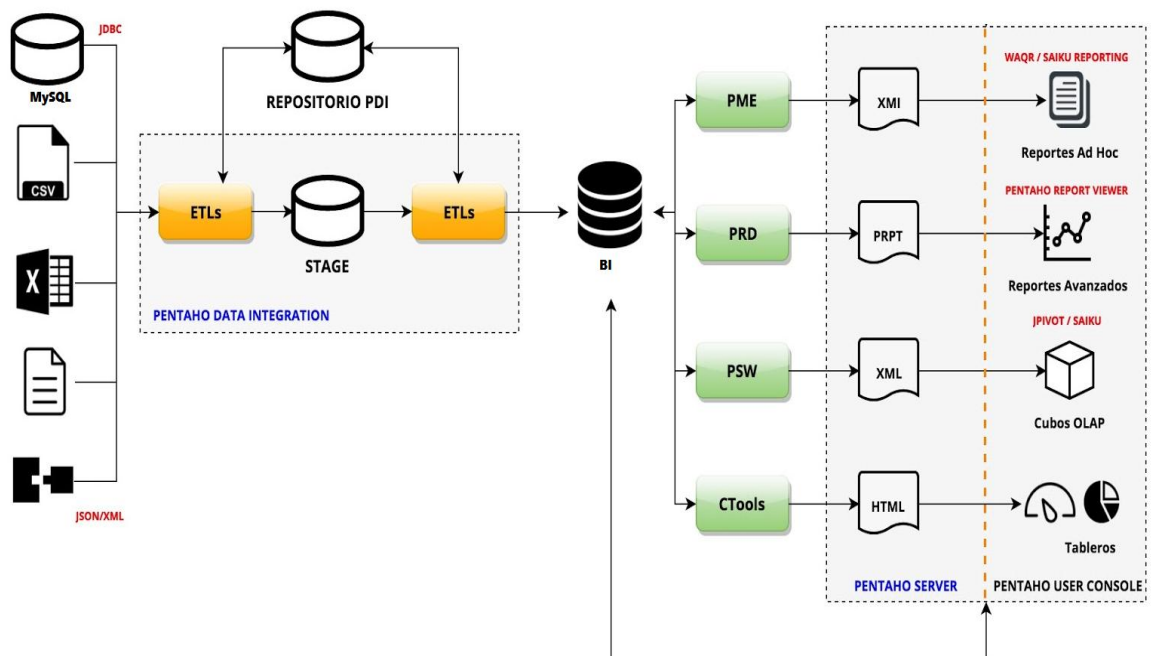 JDBC
MySQL
CSV
X
JSON/XML
REPOSITORIO PDI
ETLs
STAGE
ETLs
PENTAHO DATA INTEGRATION
BI
PME
XMI
WAQR / SAIKU REPORTING
Reportes Ad Hoc
PRD
PRPT
PENTAHO REPORT VIEWER
Reportes Avanzados
PSW
XML
JPIVOT / SAIKU
Cubos OLAP
CTools
HTML
Tableros
PENTAHO SERVER
PENTAHO USER CONSOLE